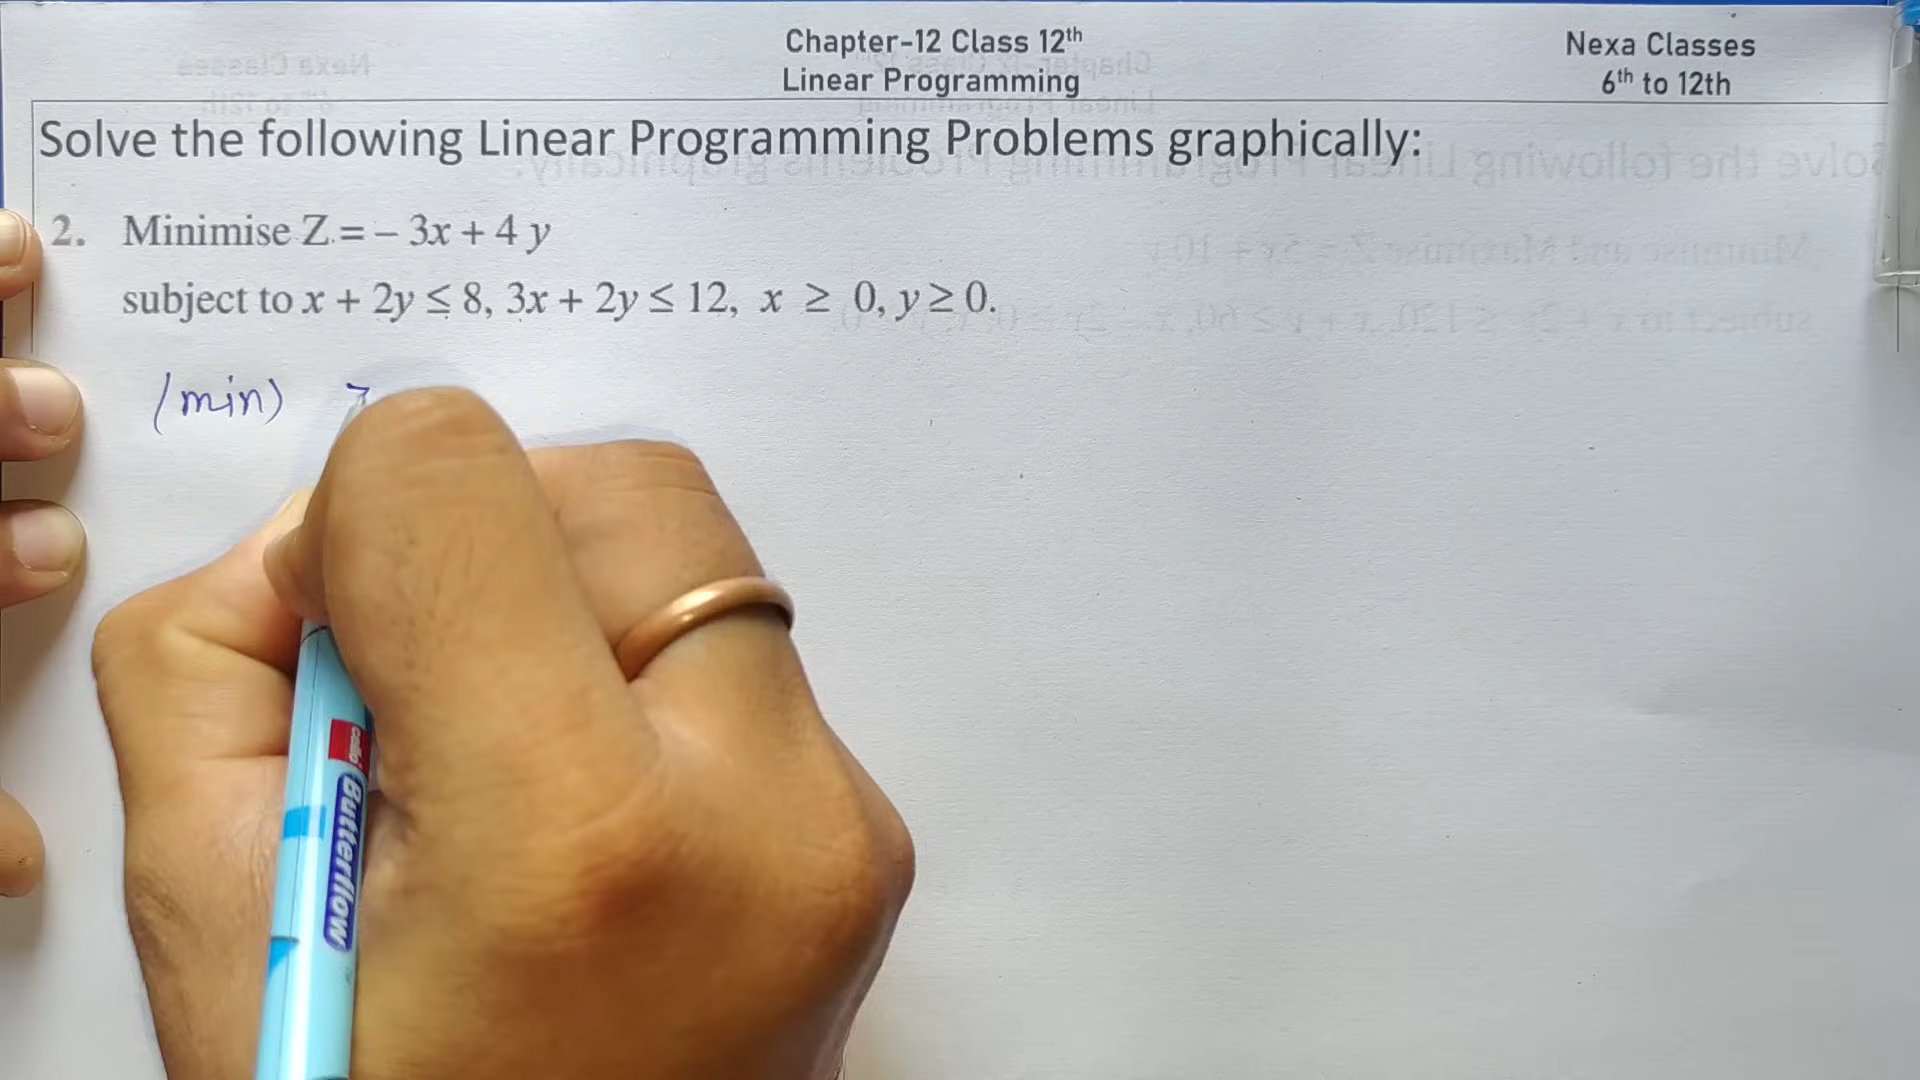 Chapter-12 Class 12th
Linear Programming
Nexa Classes
6th to 12th
Solve the following Linear Programming Problems graphically:
2. Minimise Z = – 3x + 4 y
subject to x + 2y ≤ 8, 3x + 2y ≤ 12, x ≥ 0, y ≥ 0.
(min) Z
cello
Butterflow